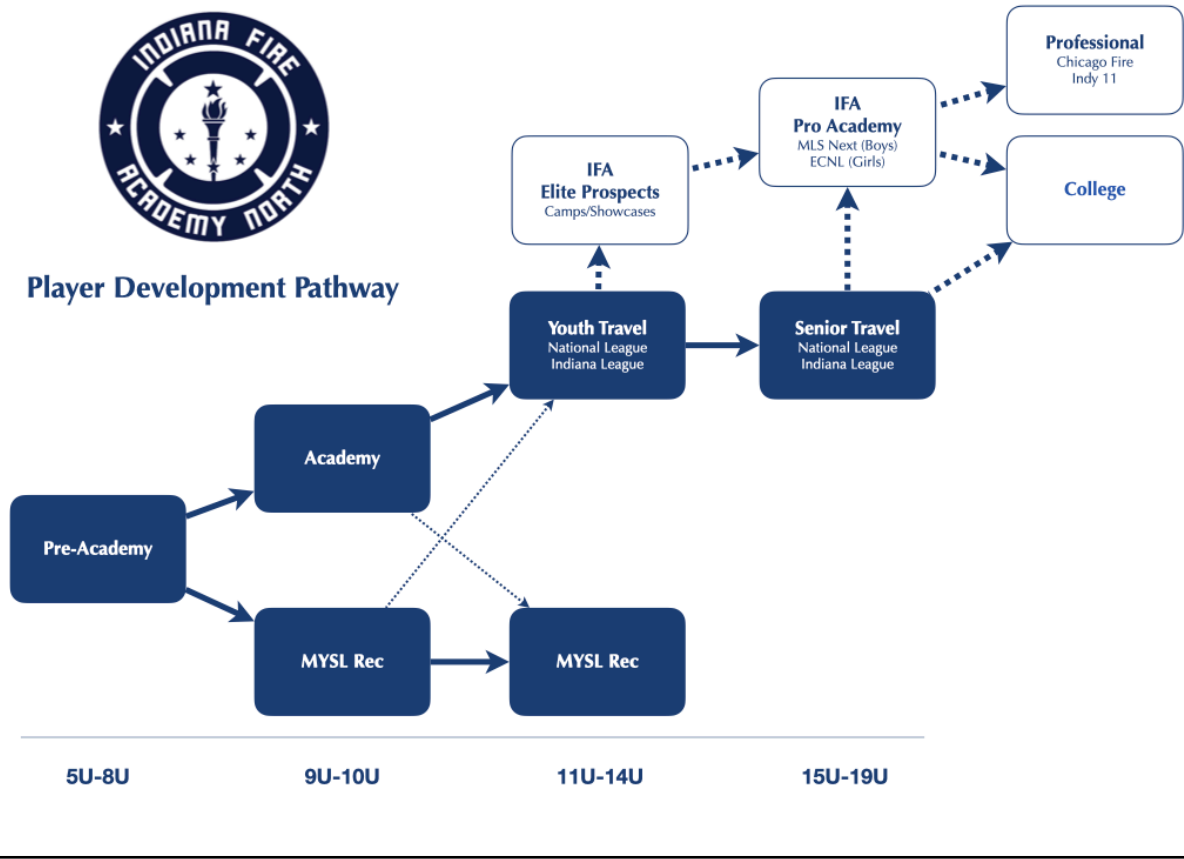 INDIANA FIRE
ACADEMY NORTH
Player Development Pathway
Professional
Chicago Fire
Indy 11
IFA
Pro Academy
MLS Next (Boys)
ECNL (Girls)
IFA
Elite Prospects
Camps/Showcases
College
Youth Travel
National League
Indiana League
Senior Travel
National League
Indiana League
Academy
Pre-Academy
MYSL Rec
MYSL Rec
5U-8U
9U-10U
11U-14U
15U-19U